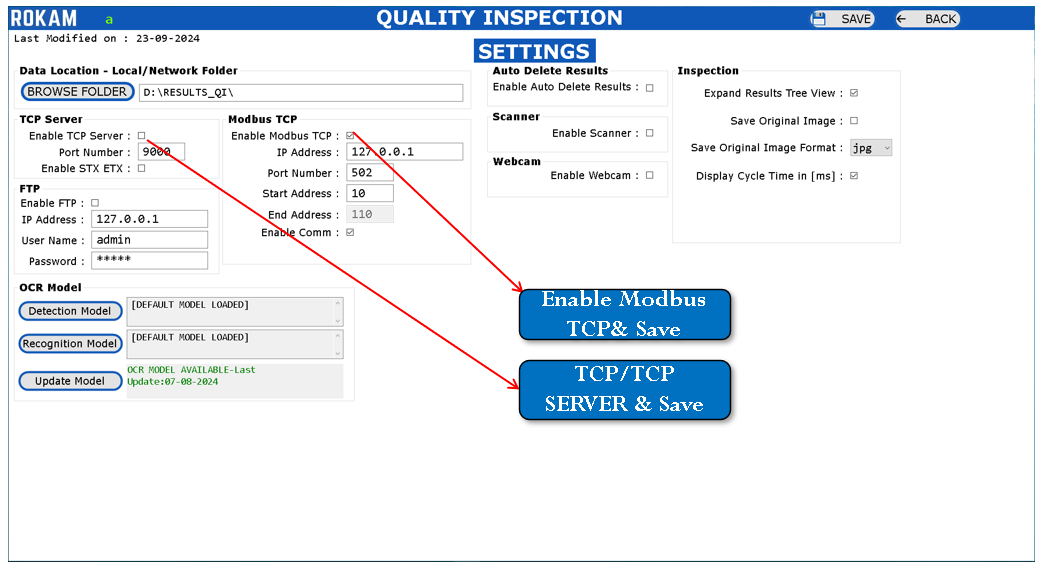 ROKAM a QUALITY INSPECTION SAVE BACK
Last Modified on : 23-09-2024
SETTINGS
Data Location - Local/Network Folder
BROWSE FOLDER D:\RESULTS_QI\
TCP Server
Enable TCP Server :
Port Number : 9000
Enable STX ETX :
Modbus TCP
Enable Modbus TCP :
IP Address : 127.0.0.1
Port Number : 502
Start Address : 10
End Address : 110
Enable Comm :
FTP
Enable FTP :
IP Address : 127.0.0.1
User Name : admin
Password : *****
OCR Model
Detection Model [DEFAULT MODEL LOADED]
Recognition Model [DEFAULT MODEL LOADED]
Update Model OCR MODEL AVAILABLE-Last
Update:07-08-2024
Auto Delete Results
Enable Auto Delete Results :
Scanner
Enable Scanner :
Webcam
Enable Webcam :
Inspection
Expand Results Tree View :
Save Original Image :
Save Original Image Format : jpg
Display Cycle Time in [ms] :
Enable Modbus
TCP& Save
TCP/TCP
SERVER & Save